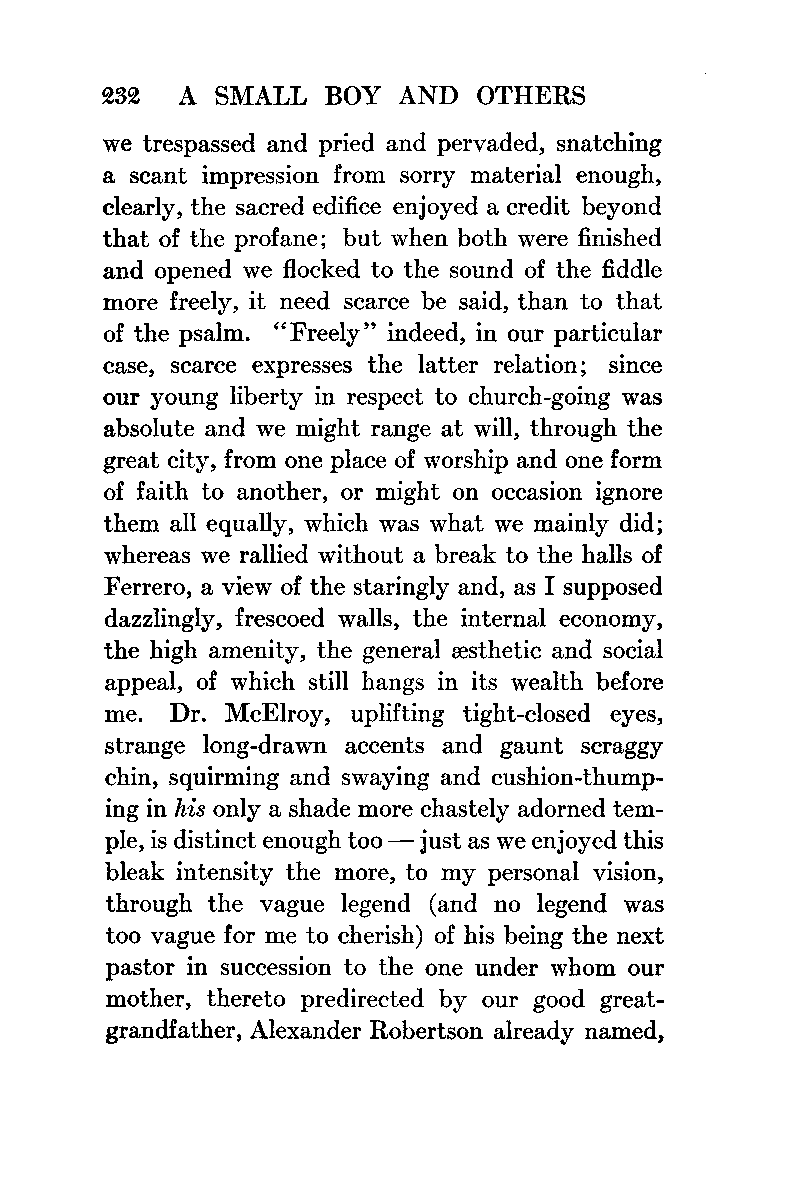 232 A SMALL BOY AND OTHERS
we trespassed and pried and pervaded, snatching
a scant impression from sorry material enough,
clearly, the sacred edifice enjoyed a credit beyond
that of the profane; but when both were finished
and opened we flocked to the sound of the fiddle
more freely, it need scarce be said, than to that
of the psalm. “Freely” indeed, in our particular
case, scarce expresses the latter relation; since
our young liberty in respect to church-going was
absolute and we might range at will, through the
great city, from one place of worship and one form
of faith to another, or might on occasion ignore
them all equally, which was what we mainly did;
whereas we rallied without a break to the halls of
Ferrero, a view of the staringly and, as I supposed
dazzlingly, frescoed walls, the internal economy,
the high amenity, the general æsthetic and social
appeal, of which still hangs in its wealth before
me. Dr. McElroy, uplifting tight-closed eyes,
strange long-drawn accents and gaunt scraggy
chin, squirming and swaying and cushion-thump-
ing in his only a shade more chastely adorned tem-
ple, is distinct enough too — just as we enjoyed this
bleak intensity the more, to my personal vision,
through the vague legend (and no legend was
too vague for me to cherish) of his being the next
pastor in succession to the one under whom our
mother, thereto predirected by our good great-
grandfather, Alexander Robertson already named,